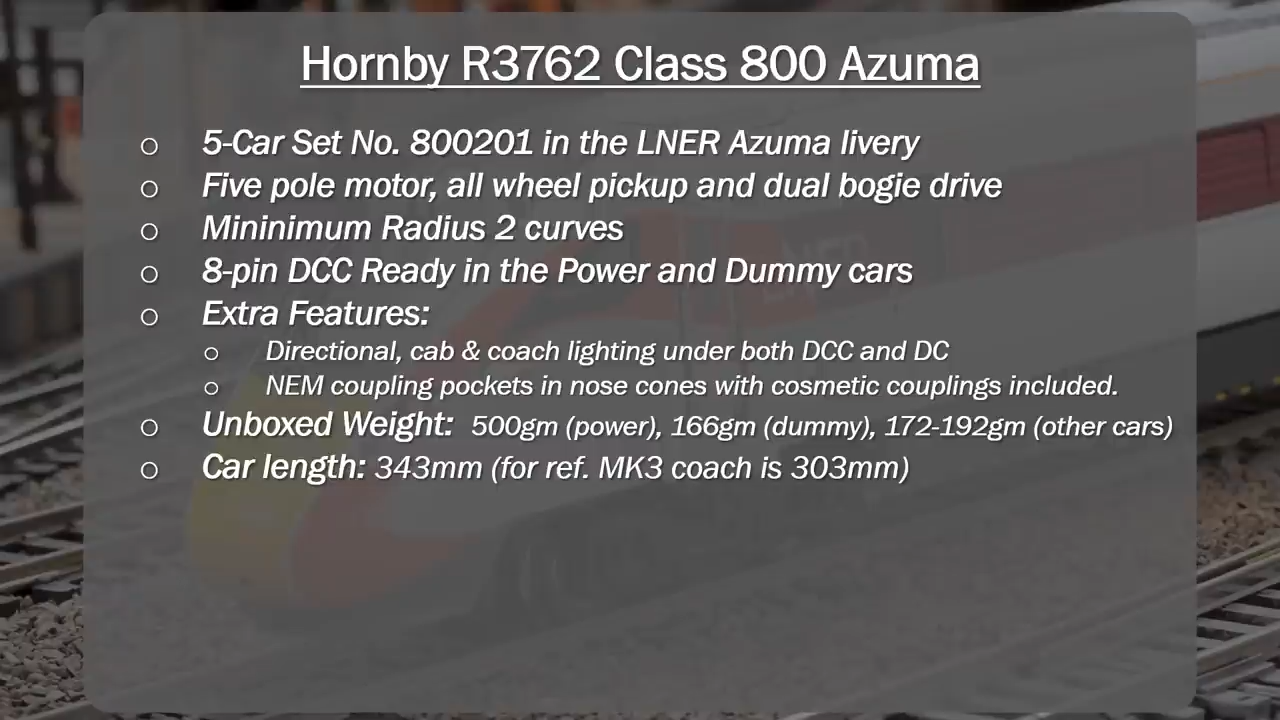 Hornby R3762 Class 800 Azuma
5-Car Set No. 800201 in the LNER Azuma livery
Five pole motor, all wheel pickup and dual bogie drive
Mininimum Radius 2 curves
8-pin DCC Ready in the Power and Dummy cars
Extra Features:
Directional, cab & coach lighting under both DCC and DC
NEM coupling pockets in nose cones with cosmetic couplings included.
Unboxed Weight: 500gm (power), 166gm (dummy), 172-192gm (other cars)
Car length: 343mm (for ref. MK3 coach is 303mm)
LNER